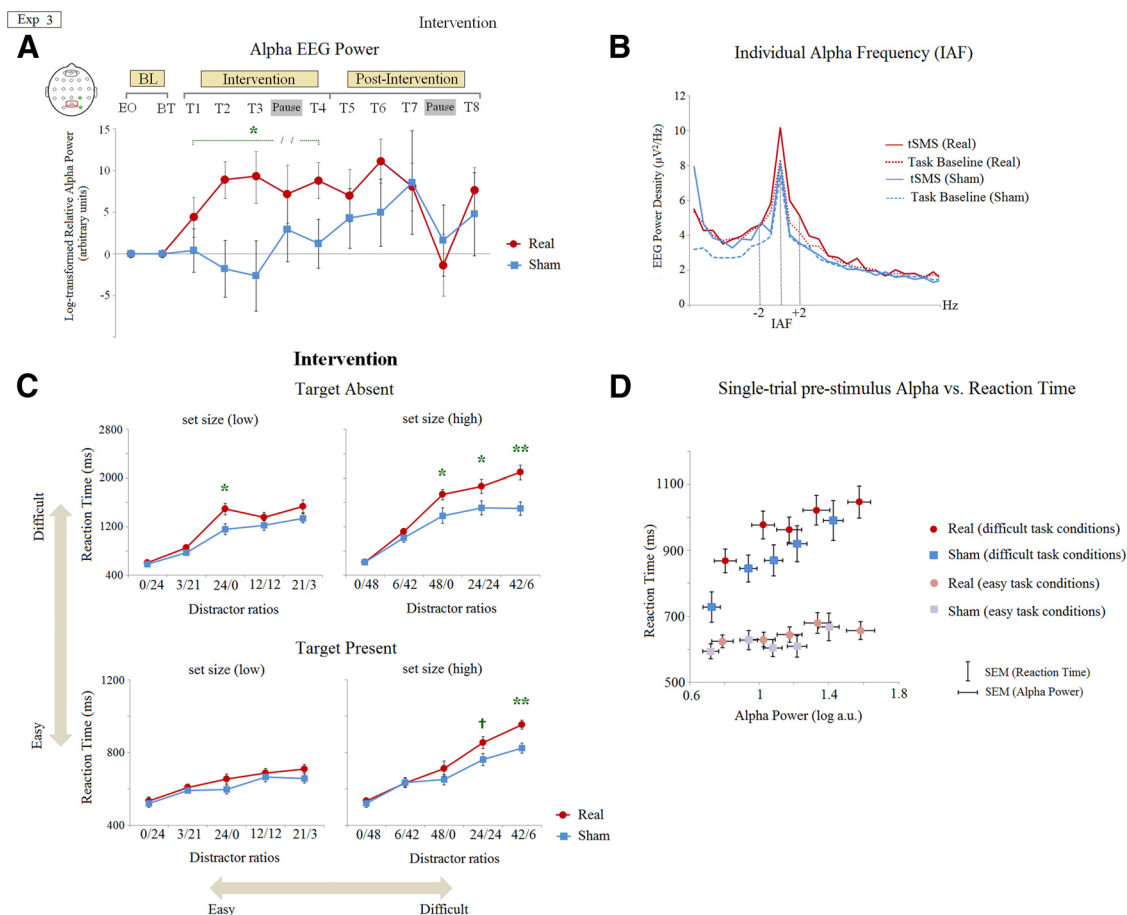 Exp 3
Intervention
A
Alpha EEG Power
BL
Intervention
Post-Intervention
EO BT T1 T2 T3 Pause T4 T5 T6 T7 Pause T8
Log-transformed Relative Alpha Power
(arbitrary units)
15
10
5
0
-5
*
/ /
Real
Sham
B
Individual Alpha Frequency (IAF)
EEG Power Desnity (µV²/Hz)
12
10
8
6
4
2
0
tSMS (Real)
Task Baseline (Real)
tSMS (Sham)
Task Baseline (Sham)
-2 +2
IAF
Hz
C
Intervention
Target Absent
set size (low) set size (high)
Difficult
Easy
Reaction Time (ms)
2800
2000
1200
400
*
* * **
0/24 3/21 24/0 12/12 21/3
0/48 6/42 48/0 24/24 42/6
Distractor ratios Distractor ratios
Target Present
set size (low) set size (high)
Reaction Time (ms)
1200
800
400
† **
0/24 3/21 24/0 12/12 21/3
0/48 6/42 48/0 24/24 42/6
Real
Sham
Distractor ratios Distractor ratios
Easy Difficult
D
Single-trial pre-stimulus Alpha vs. Reaction Time
Reaction Time (ms)
1100
900
700
500
0.6 1 1.4 1.8
Alpha Power (log a.u.)
Real (difficult task conditions)
Sham (difficult task conditions)
Real (easy task conditions)
Sham (easy task conditions)
SEM (Reaction Time)
SEM (Alpha Power)